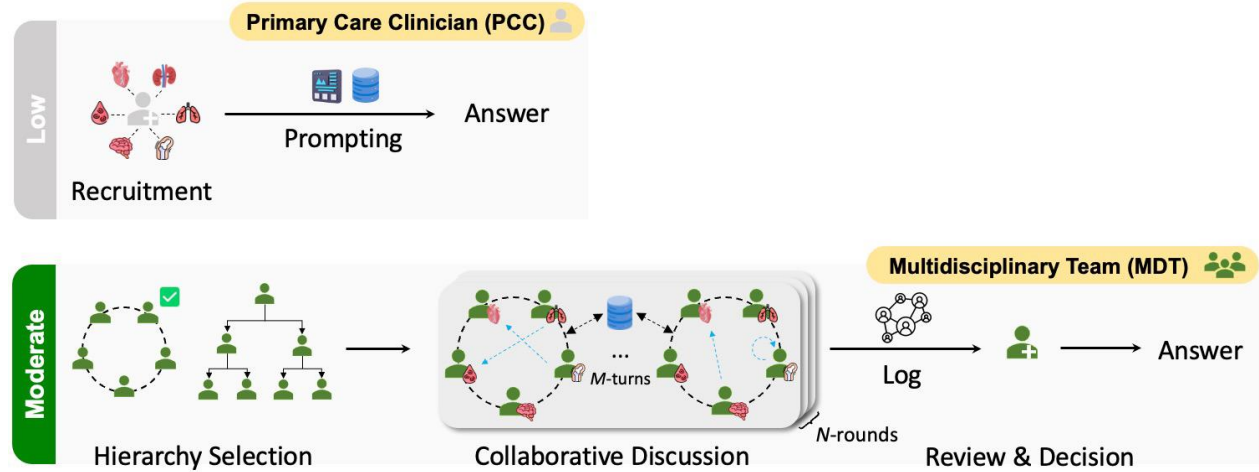 Primary Care Clinician (PCC)
Low
Recruitment
Prompting
Answer
Multidisciplinary Team (MDT)
Moderate
Hierarchy Selection
...
M-turns
N-rounds
Collaborative Discussion
Log
Answer
Review & Decision